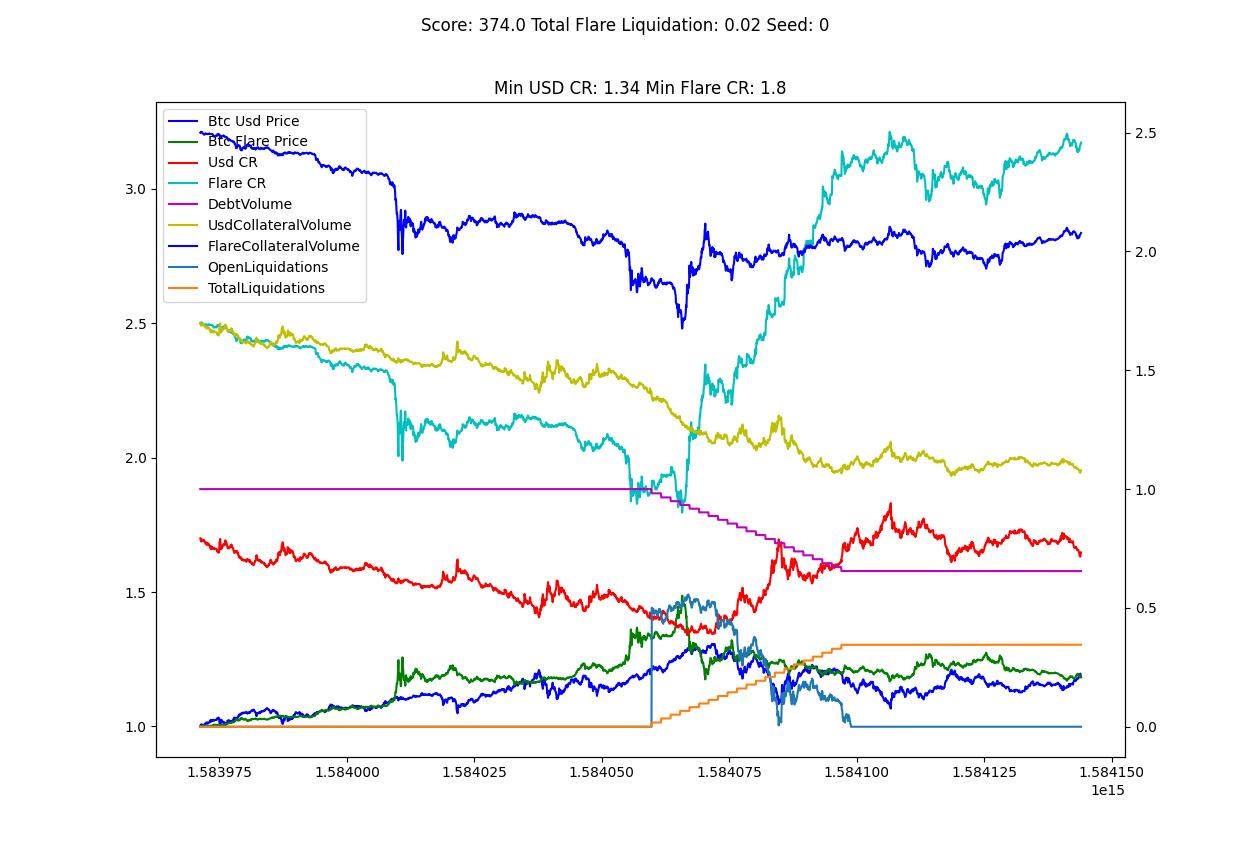 Score: 374.0 Total Flare Liquidation: 0.02 Seed: 0
Min USD CR: 1.34 Min Flare CR: 1.8
Btc Usd Price
Btc Flare Price
Usd CR
Flare CR
DebtVolume
UsdCollateralVolume
FlareCollateralVolume
OpenLiquidations
TotalLiquidations
3.0
2.5
2.0
1.5
1.0
2.5
2.0
1.5
1.0
0.5
0.0
1.583975 1.584000 1.584025 1.584050 1.584075 1.584100 1.584125 1.584150
1e15